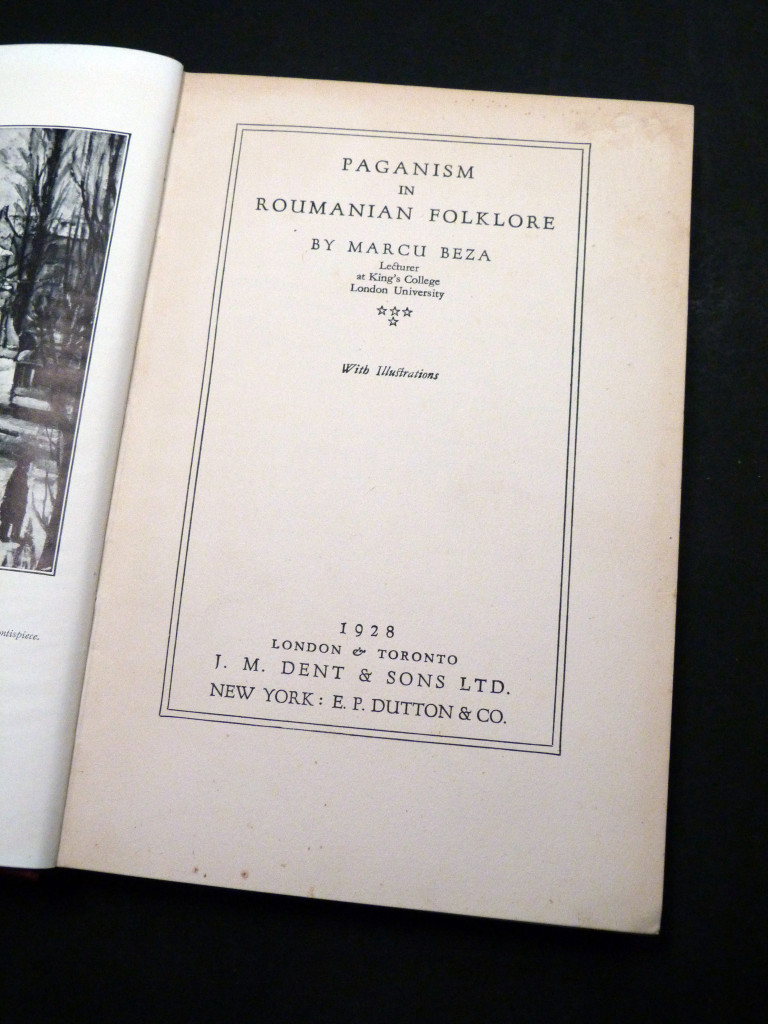 ntispiece.
PAGANISM
IN
ROUMANIAN FOLKLORE
BY MARCU BEZA
Lecturer
at King's College
London University
With Illustrations
1928
LONDON & TORONTO
J. M. DENT & SONS LTD.
NEW YORK: E. P. DUTTON & CO.